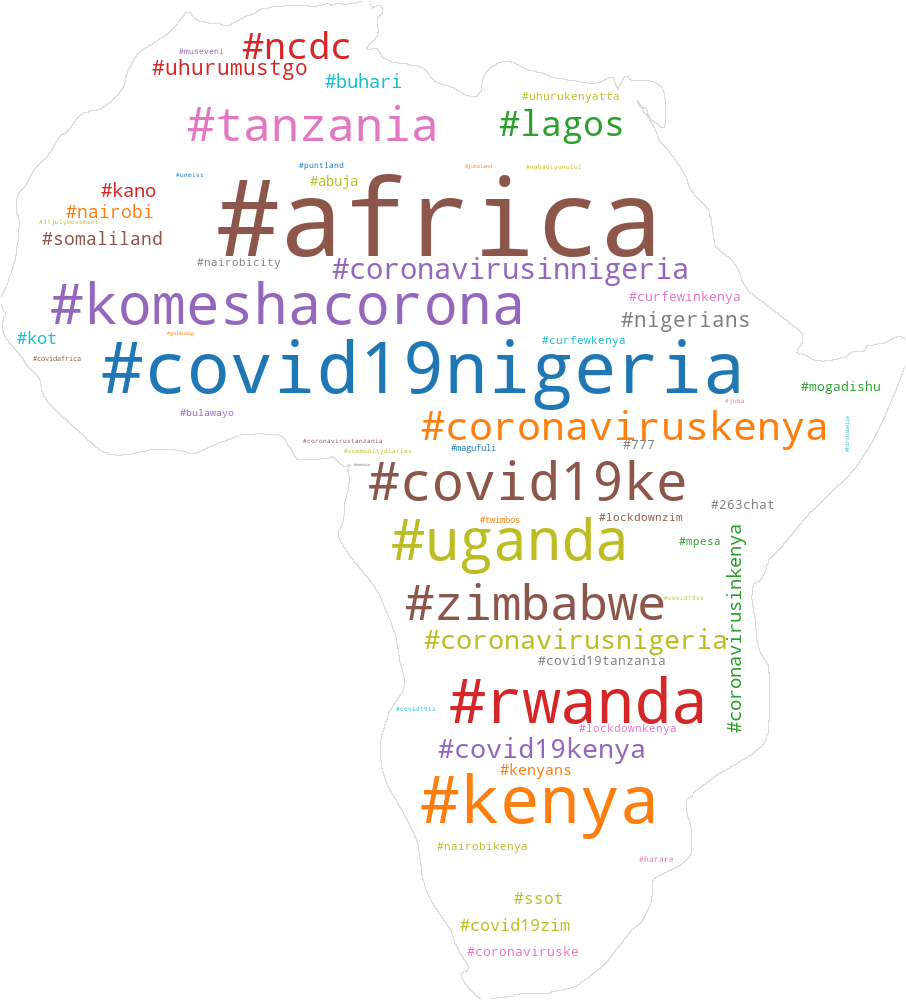 #ncdc
#museveni
#uhurumustgo
#buhari
#uhurukenyatta
#tanzania
#lagos
#puntland
#jubaland
#nabadiyonolol
#unmiss
#abuja
#kano
#africa
#nairobi
#31julymovement
#somaliland
#nairobicity
#coronavirusinnigeria
#komeshacorona
#curfewinkenya
#nigerians
#galmudug
#kot
#curfewkenya
#covidafrica
#covid19nigeria
#mogadishu
#juba
#bulawayo
#coronaviruskenya
#hirshabelle
#coronavirustanzania
#777
#communitydiaries
#magufuli
#covid19ke
#263chat
#twimbos
#lockdownzim
#uganda
#mpesa
#coronavirusinkenya
#zimbabwe
#covid19ss
#coronavirusnigeria
#covid19tanzania
#rwanda
#covid19tz
#lockdownkenya
#covid19kenya
#kenyans
#kenya
#nairobikenya
#harare
#ssot
#covid19zim
#coronaviruske